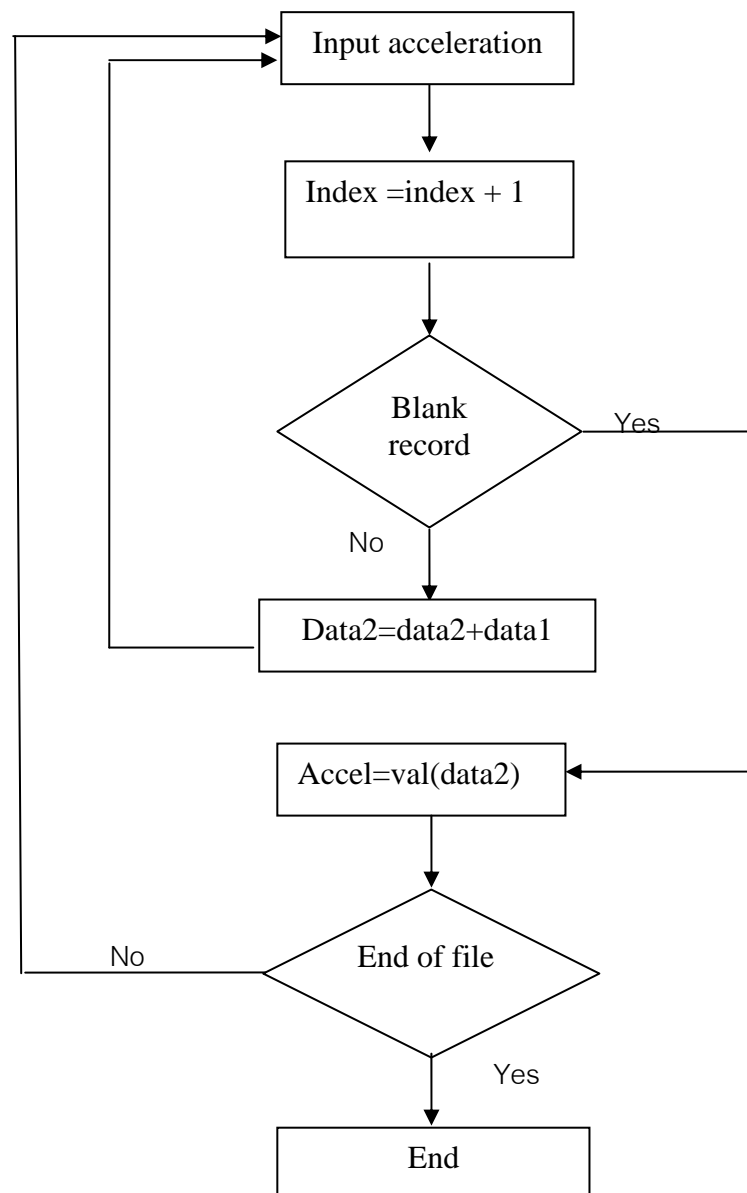 Input acceleration
Index =index + 1
Blank
record
Yes
No
Data2=data2+data1
Accel=val(data2)
End of file
No
Yes
End